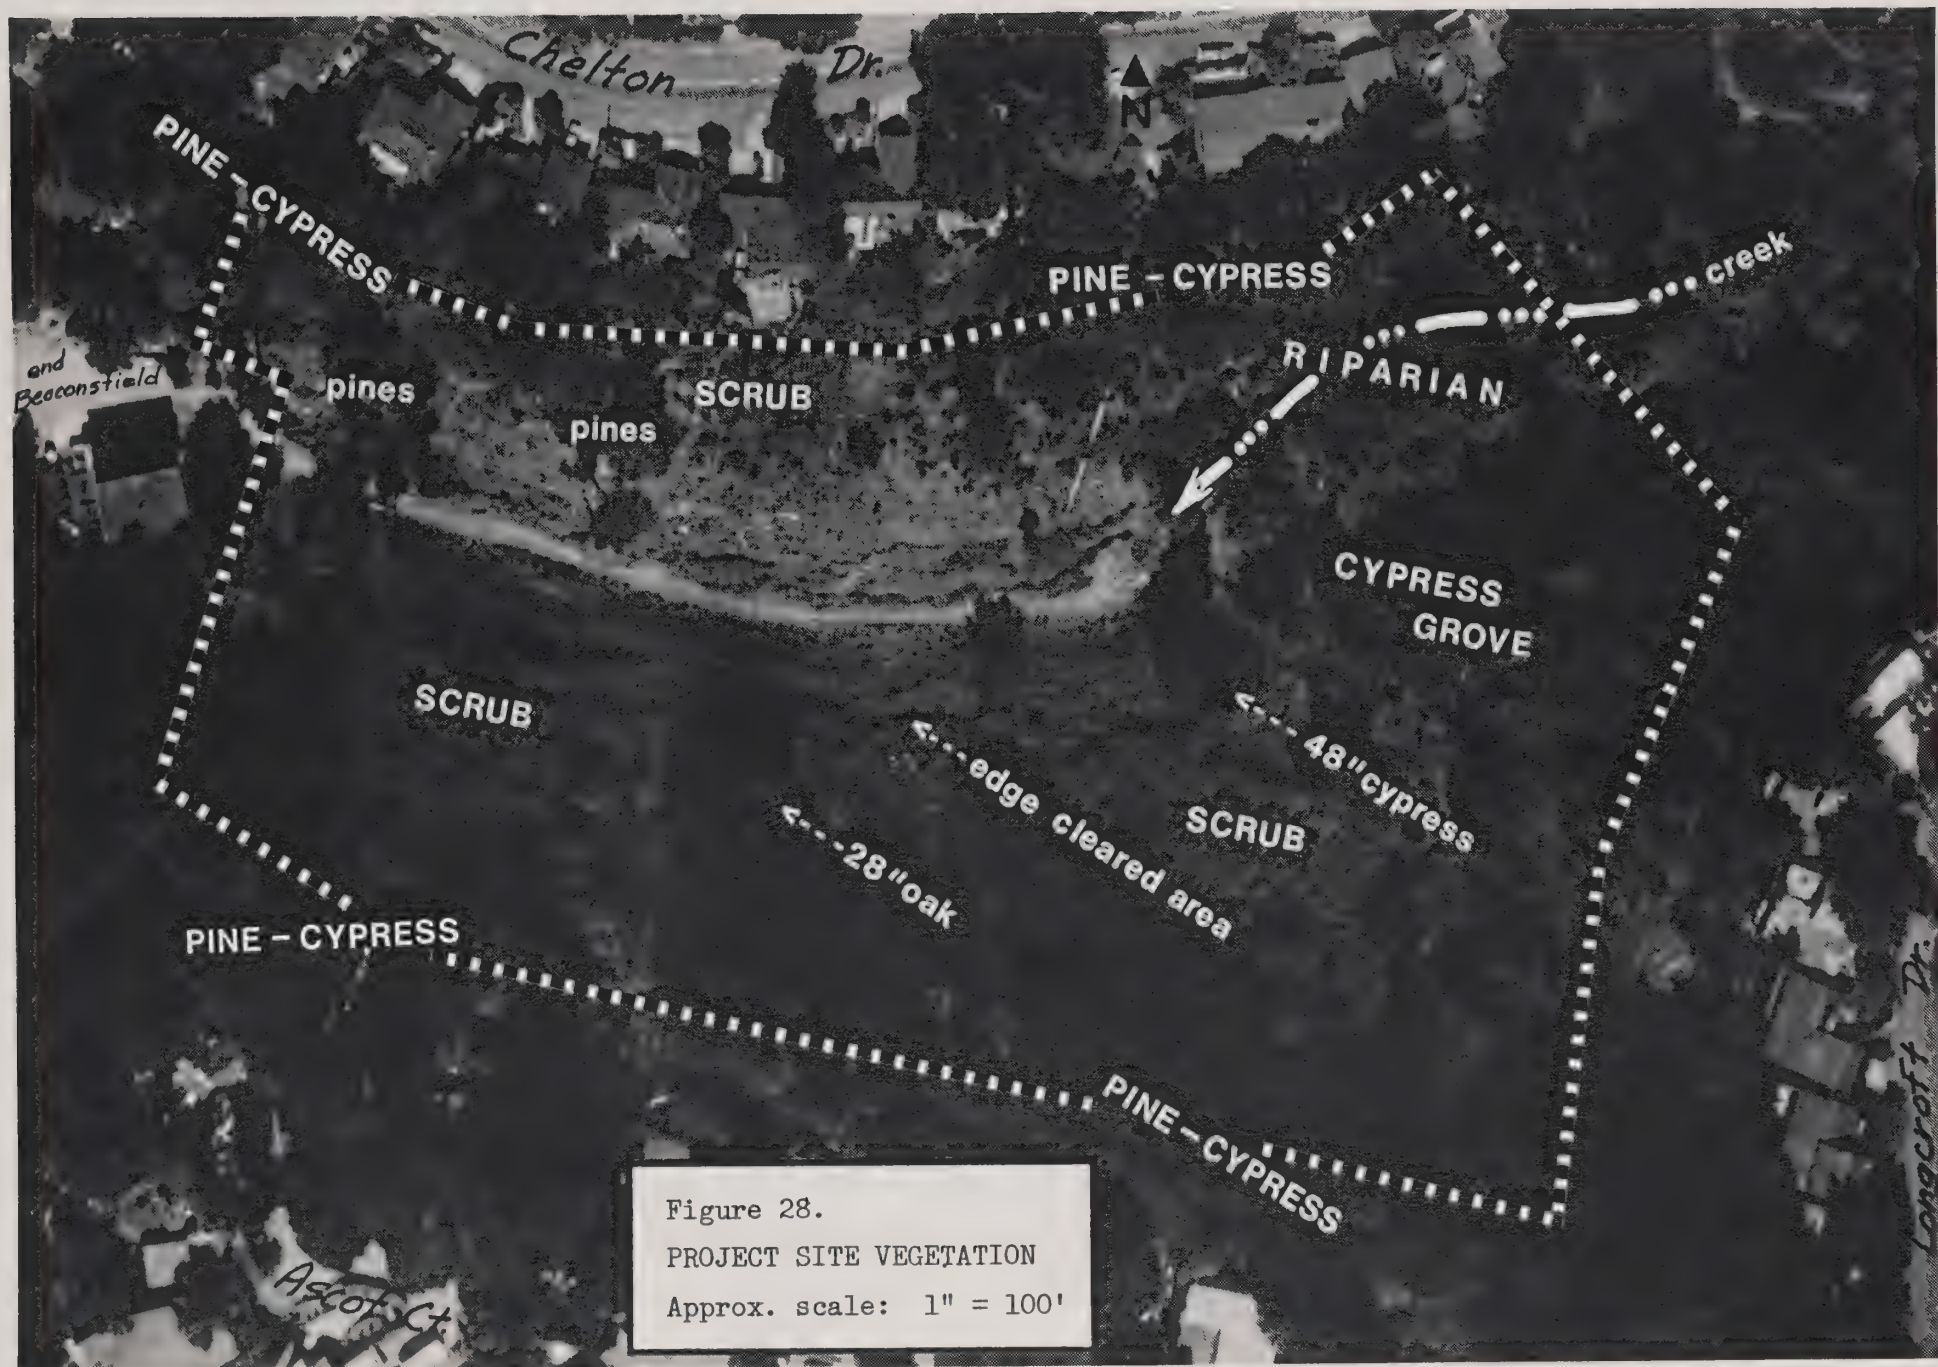 Chelton Dr.
N
PINE - CYPRESS
PINE - CYPRESS
creek
RIPARIAN
end
Beaconsfield
pines
SCRUB
pines
CYPRESS
GROVE
SCRUB
48" cypress
edge cleared area
SCRUB
28" oak
PINE - CYPRESS
Longcroft Dr.
PINE - CYPRESS
Figure 28.
PROJECT SITE VEGETATION
Approx. scale: 1" = 100'
Ascot Ct.